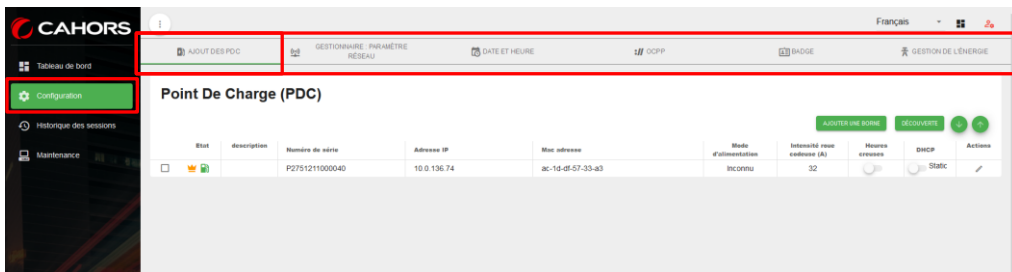 CAHORS
Français
Tableau de bord
Configuration
Historique des sessions
Maintenance
AJOUT DES PDC
GESTIONNAIRE : PARAMÈTRE
RÉSEAU
DATE ET HEURE
OCPP
BADGE
GESTION DE L'ÉNERGIE
Point De Charge (PDC)
AJOUTER UNE BORNE
DÉCOUVERTE
Etat
description
Numéro de série
Adresse IP
Mac adresse
Mode
d'alimentation
Intensité roue
codeuse (A)
Heures
creuses
DHCP
Actions
P2751211000040
10.0.136.74
ac-1d-df-57-33-a3
Inconnu
32
Static